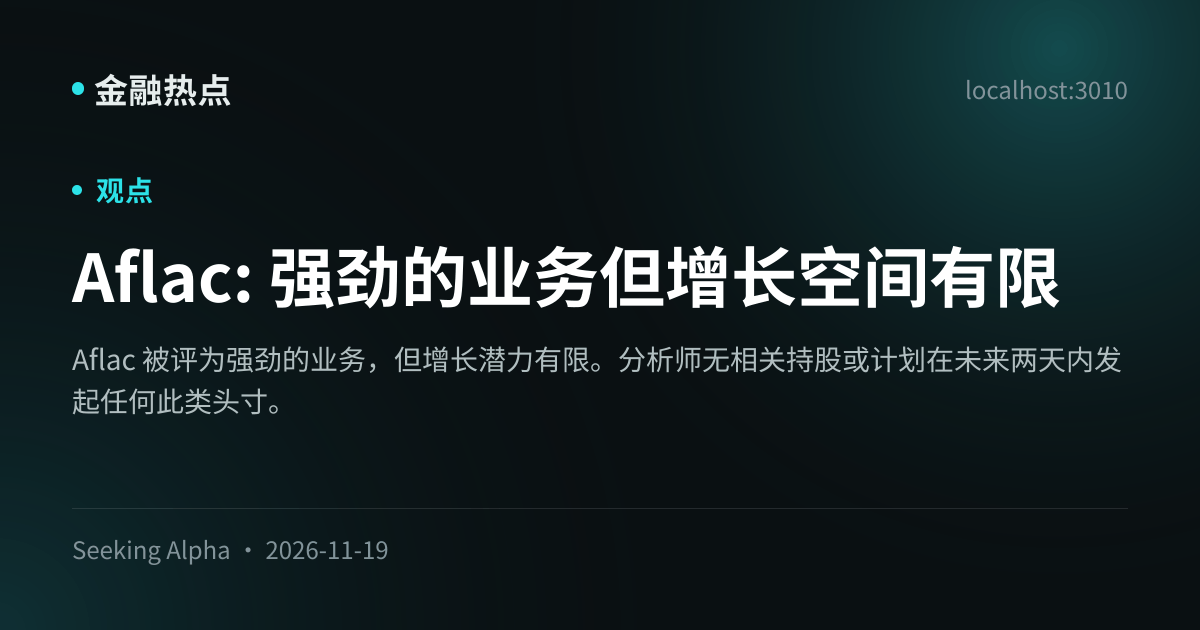 金融热点
localhost:3010
观点
Aflac: 强劲的业务但增长空间有限
Aflac 被评为强劲的业务，但增长潜力有限。分析师无相关持股或计划在未来两天内发
起任何此类头寸。
Seeking Alpha · 2026-11-19